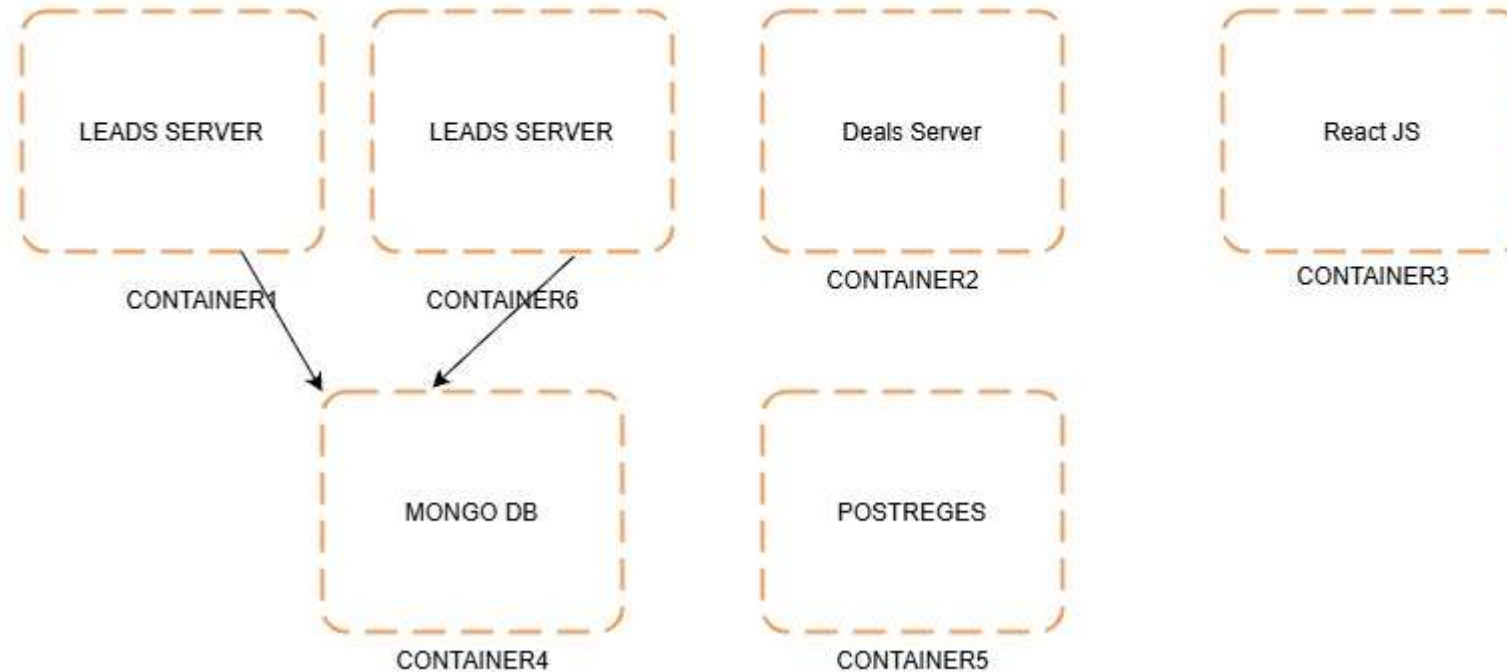 LEADS SERVER
LEADS SERVER
Deals Server
React JS
CONTAINER1
CONTAINER6
CONTAINER2
CONTAINER3
MONGO DB
POSTREGES
CONTAINER4
CONTAINER5